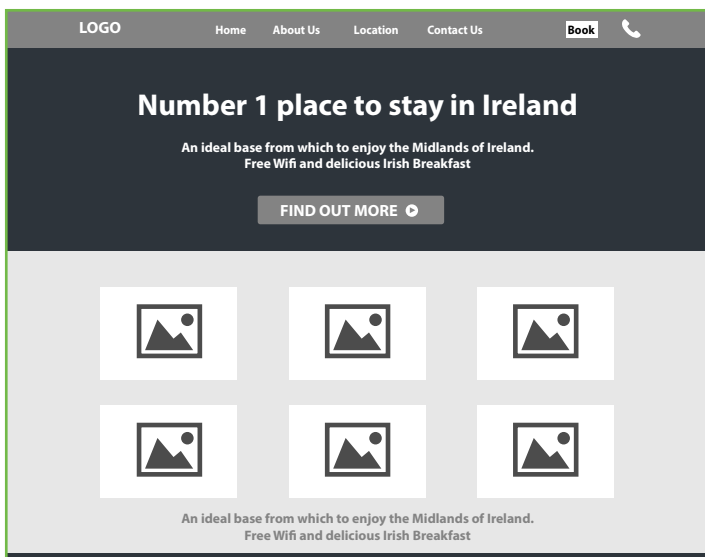 LOGO Home About Us Location Contact Us Book
Number 1 place to stay in Ireland
An ideal base from which to enjoy the Midlands of Ireland.
Free Wifi and delicious Irish Breakfast
FIND OUT MORE
An ideal base from which to enjoy the Midlands of Ireland.
Free Wifi and delicious Irish Breakfast